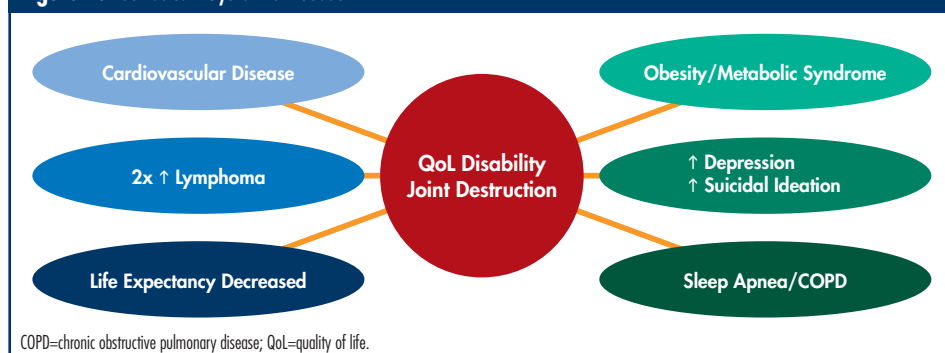 Cardiovascular Disease
Obesity/Metabolic Syndrome
QoL Disability
Joint Destruction
2x ↑ Lymphoma
↑ Depression
↑ Suicidal Ideation
Life Expectancy Decreased
Sleep Apnea/COPD
COPD=chronic obstructive pulmonary disease; QoL=quality of life.